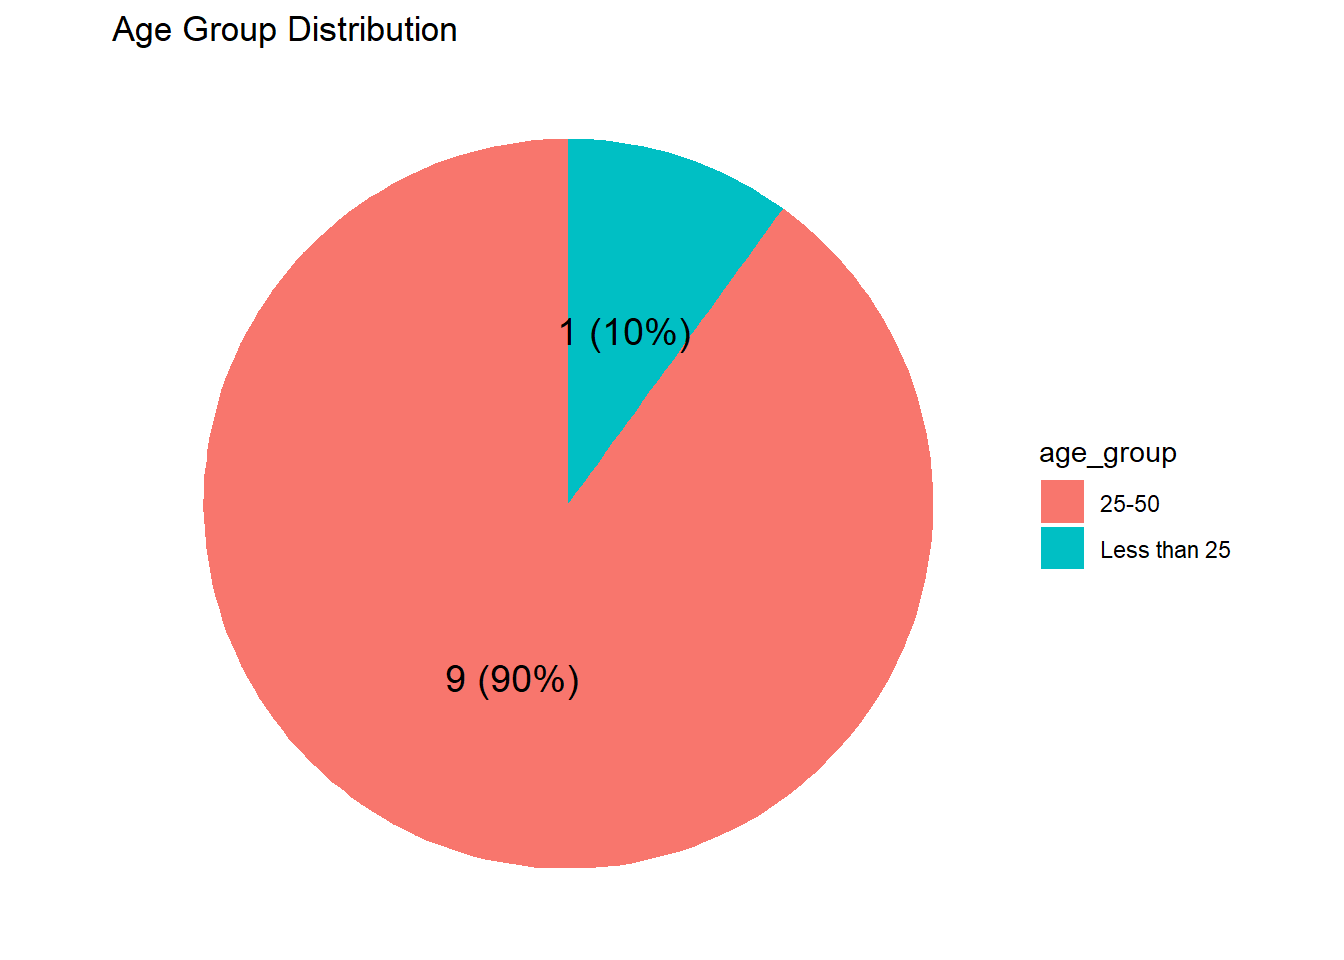 Age Group Distribution
1 (10%)
9 (90%)
age_group
25-50
Less than 25